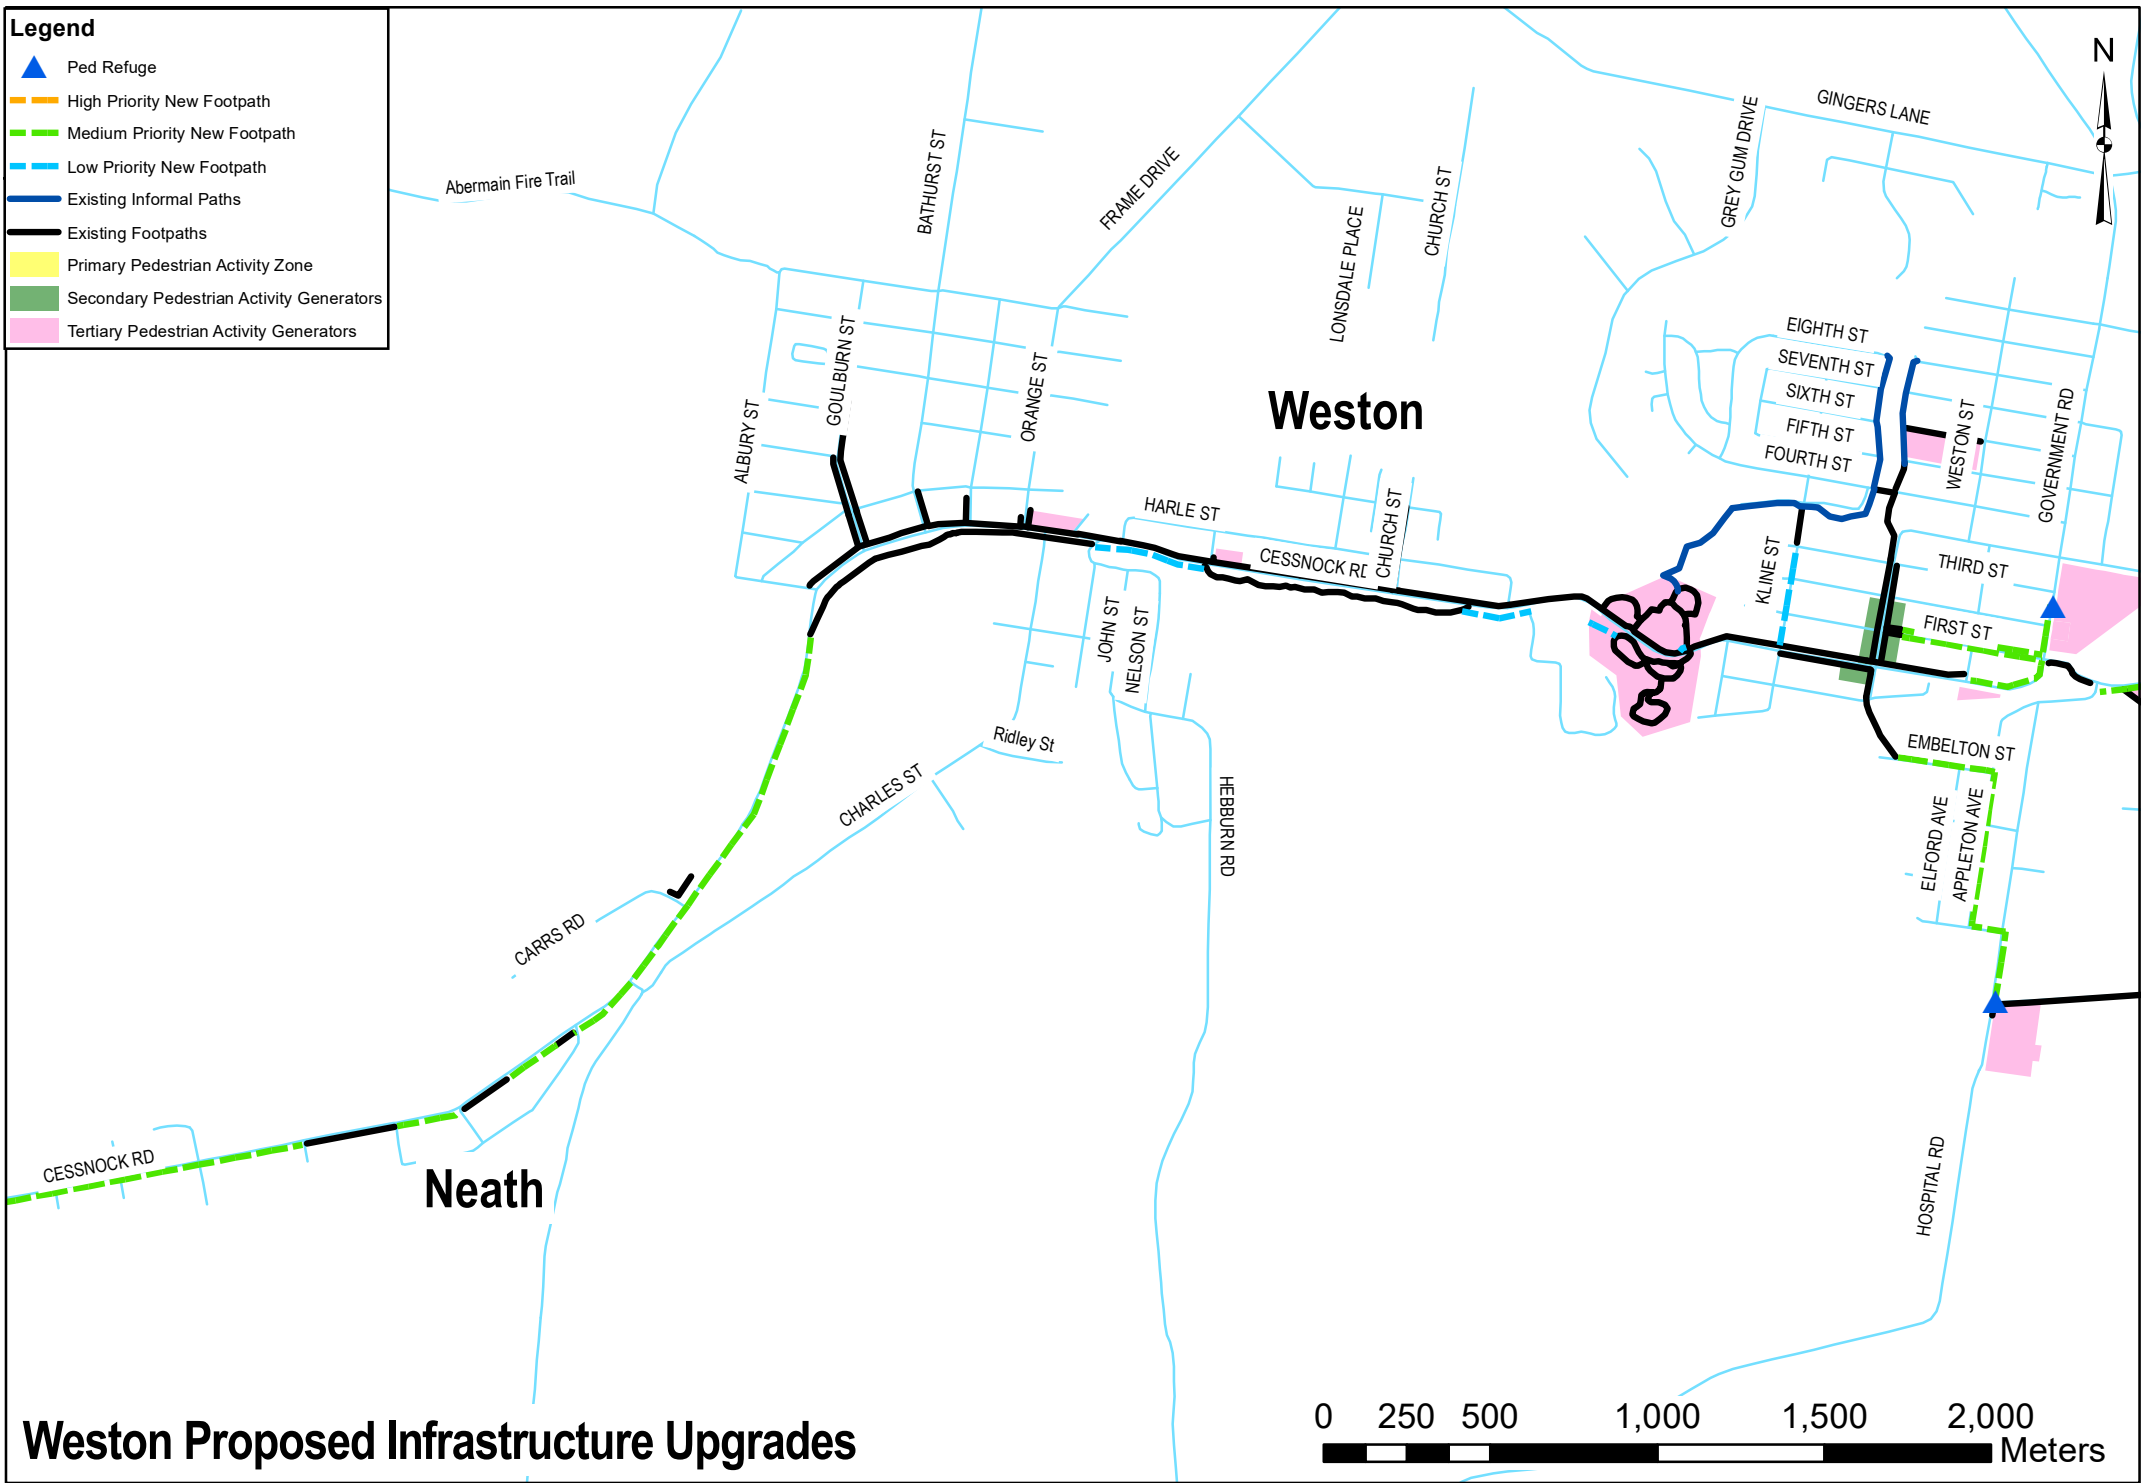 Legend
Ped Refuge
High Priority New Footpath
Medium Priority New Footpath
Low Priority New Footpath
Existing Informal Paths
Existing Footpaths
Primary Pedestrian Activity Zone
Secondary Pedestrian Activity Generators
Tertiary Pedestrian Activity Generators
N
GINGERS LANE
GREY GUM DRIVE
Abermain Fire Trail
BATHURST ST
FRAME DRIVE
CHURCH ST
LONSDALE PLACE
GOULBURN ST
ORANGE ST
ALBURY ST
Weston
EIGHTH ST
SEVENTH ST
SIXTH ST
FIFTH ST
FOURTH ST
WESTON ST
GOVERNMENT RD
HARLE ST
CESSNOCK RD
CHURCH ST
KLINE ST
THIRD ST
FIRST ST
JOHN ST
NELSON ST
Ridley St
CHARLES ST
HEBBURN RD
EMBELTON ST
ELFORD AVE
APPLETON AVE
CARRS RD
CESSNOCK RD
Neath
HOSPITAL RD
Weston Proposed Infrastructure Upgrades
0 250 500 1,000 1,500 2,000
Meters